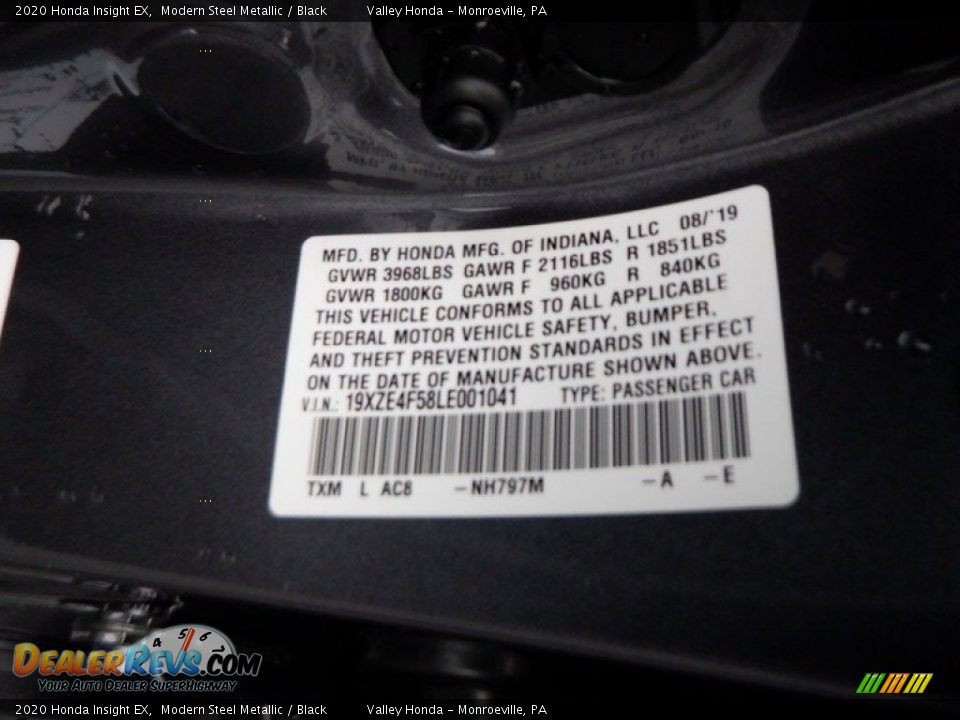 2020 Honda Insight EX, Modern Steel Metallic / Black Valley Honda - Monroeville, PA
MFD. BY HONDA MFG. OF INDIANA, LLC 08/'19
GVWR 3968LBS GAWR F 2116LBS R 1851LBS
GVWR 1800KG GAWR F 960KG R 840KG
THIS VEHICLE CONFORMS TO ALL APPLICABLE
FEDERAL MOTOR VEHICLE SAFETY, BUMPER,
AND THEFT PREVENTION STANDARDS IN EFFECT
ON THE DATE OF MANUFACTURE SHOWN ABOVE.
V.I.N.: 19XZE4F58LE001041 TYPE: PASSENGER CAR
TXM L AC8 -NH797M -A -E
4 5 6
DEALERREVS.COM
YOUR AUTO DEALER SUPERHIGHWAY
2020 Honda Insight EX, Modern Steel Metallic / Black Valley Honda - Monroeville, PA